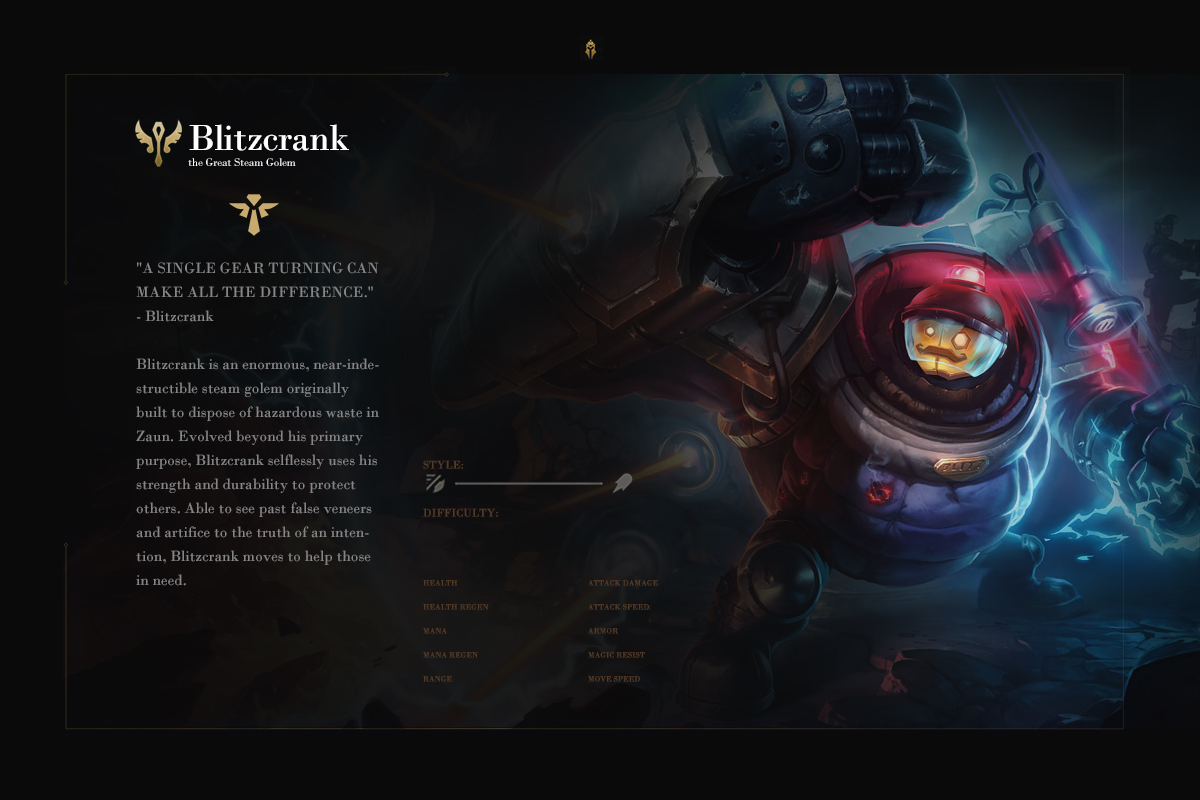 Blitzcrank
the Great Steam Golem
"A SINGLE GEAR TURNING CAN
MAKE ALL THE DIFFERENCE."
- Blitzcrank
Blitzcrank is an enormous, near-inde-
structible steam golem originally
built to dispose of hazardous waste in
Zaun. Evolved beyond his primary
purpose, Blitzcrank selflessly uses his
strength and durability to protect
others. Able to see past false veneers
and artifice to the truth of an inten-
tion, Blitzcrank moves to help those
in need.
STYLE:
DIFFICULTY:
HEALTH
HEALTH REGEN
MANA
MANA REGEN
RANGE
ATTACK DAMAGE
ATTACK SPEED
ARMOR
MAGIC RESIST
MOVE SPEED